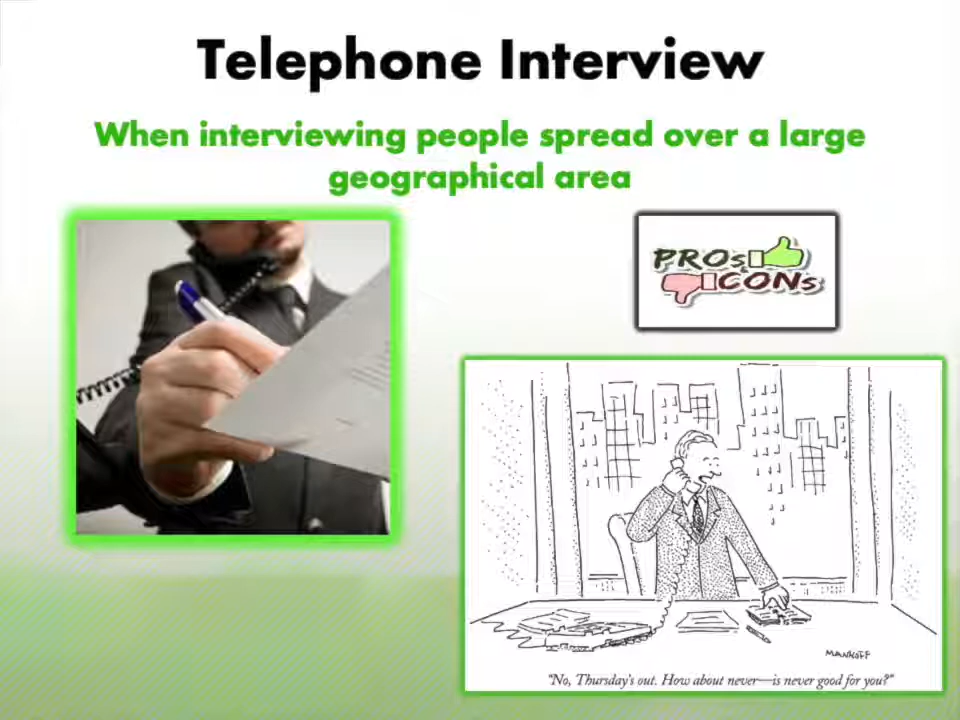 Telephone Interview
When interviewing people spread over a large
geographical area
PROs
& CONs
MANKOFF
"No, Thursday's out. How about never—is never good for you?"